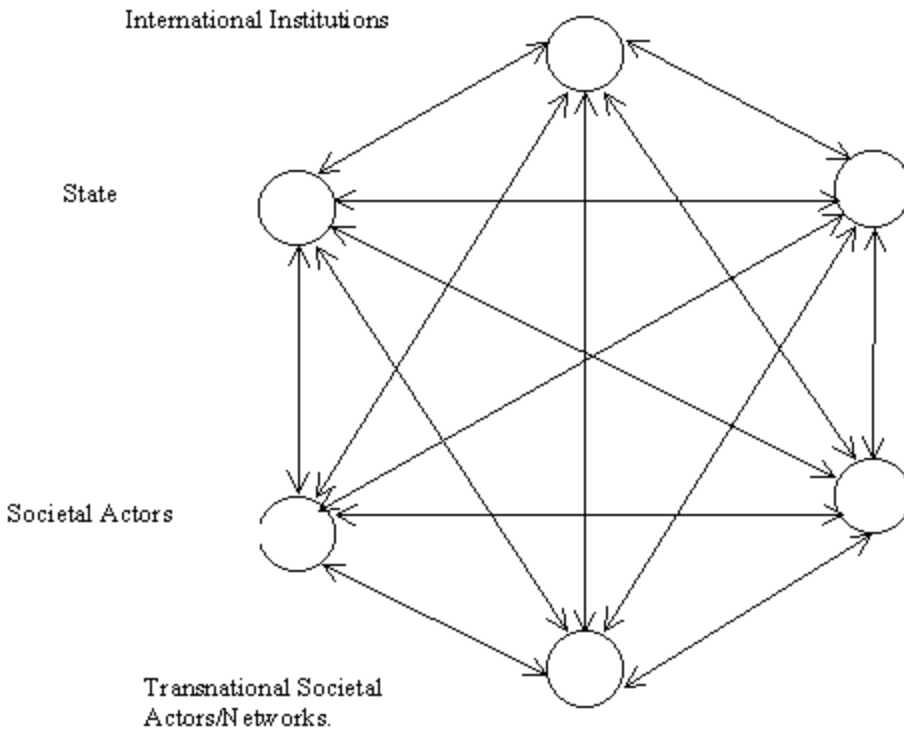 International Institutions
State
Societal Actors
Transnational Societal
Actors/Networks.